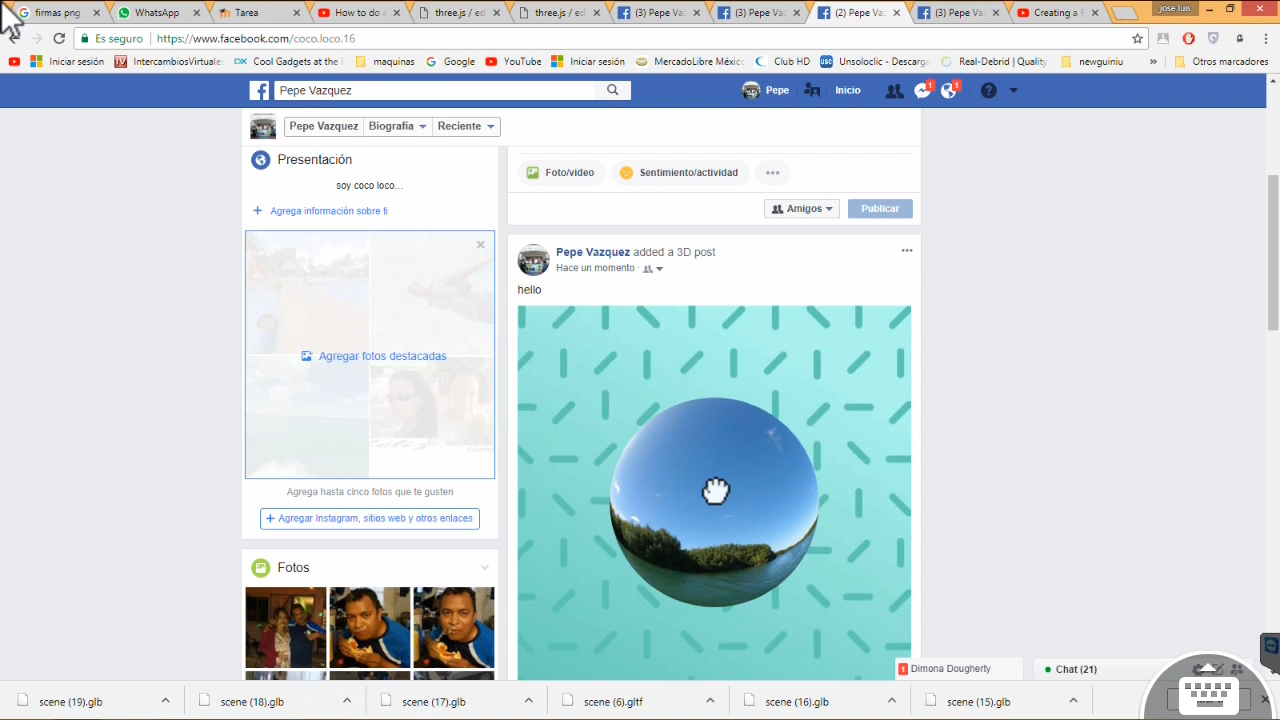 firmas png
WhatsApp
Tarea
How to do a
three.js / ed
three.js / ed
(3) Pepe Va
(3) Pepe Va
(2) Pepe Va
(3) Pepe Va
Creating a F
jose luis
Es seguro
https://www.facebook.com/coco.loco.16
Iniciar sesión
IntercambiosVirtuale
Cool Gadgets at the
maquinas
Google
YouTube
Iniciar sesión
MercadoLibre México
Club HD
Unsoloclic - Descarga
Real-Debrid | Quality
newguiniu
»
Otros marcadores
Pepe Vazquez
Pepe
Inicio
1
1
Pepe Vazquez
Biografía
Reciente
Presentación
soy coco loco...
+ Agrega información sobre ti
Agregar fotos destacadas
Agrega hasta cinco fotos que te gusten
+ Agregar Instagram, sitios web y otros enlaces
Fotos
Foto/video
Sentimiento/actividad
Amigos
Publicar
Pepe Vazquez added a 3D post
Hace un momento ·
hello
1 Dimona Dougherty
Chat (21)
scene (19).glb
scene (18).glb
scene (17).glb
scene (6).gltf
scene (16).glb
scene (15).glb